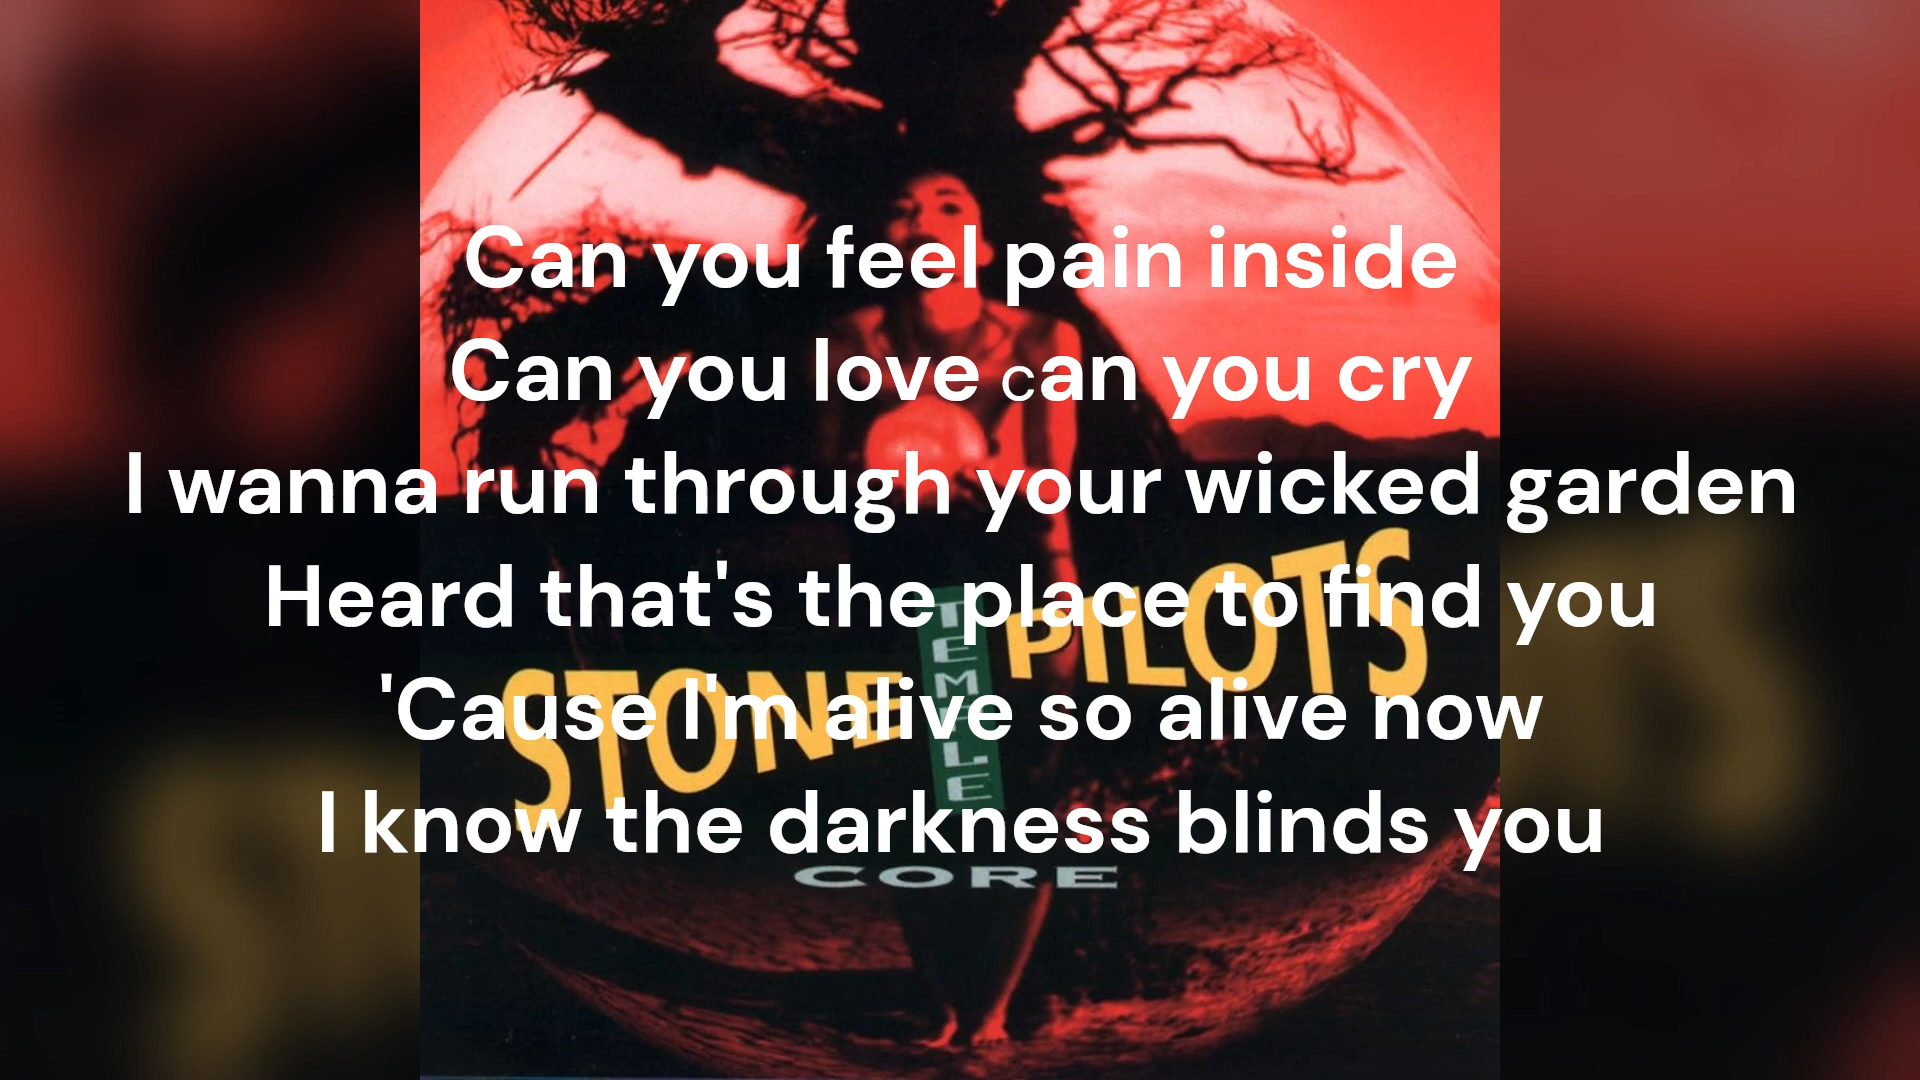 Can you feel pain inside
Can you love can you cry
I wanna run through your wicked garden
Heard that's the place to find you
'Cause I'm alive so alive now
I know the darkness blinds you
STONE
TEMPLE
PILOTS
CORE